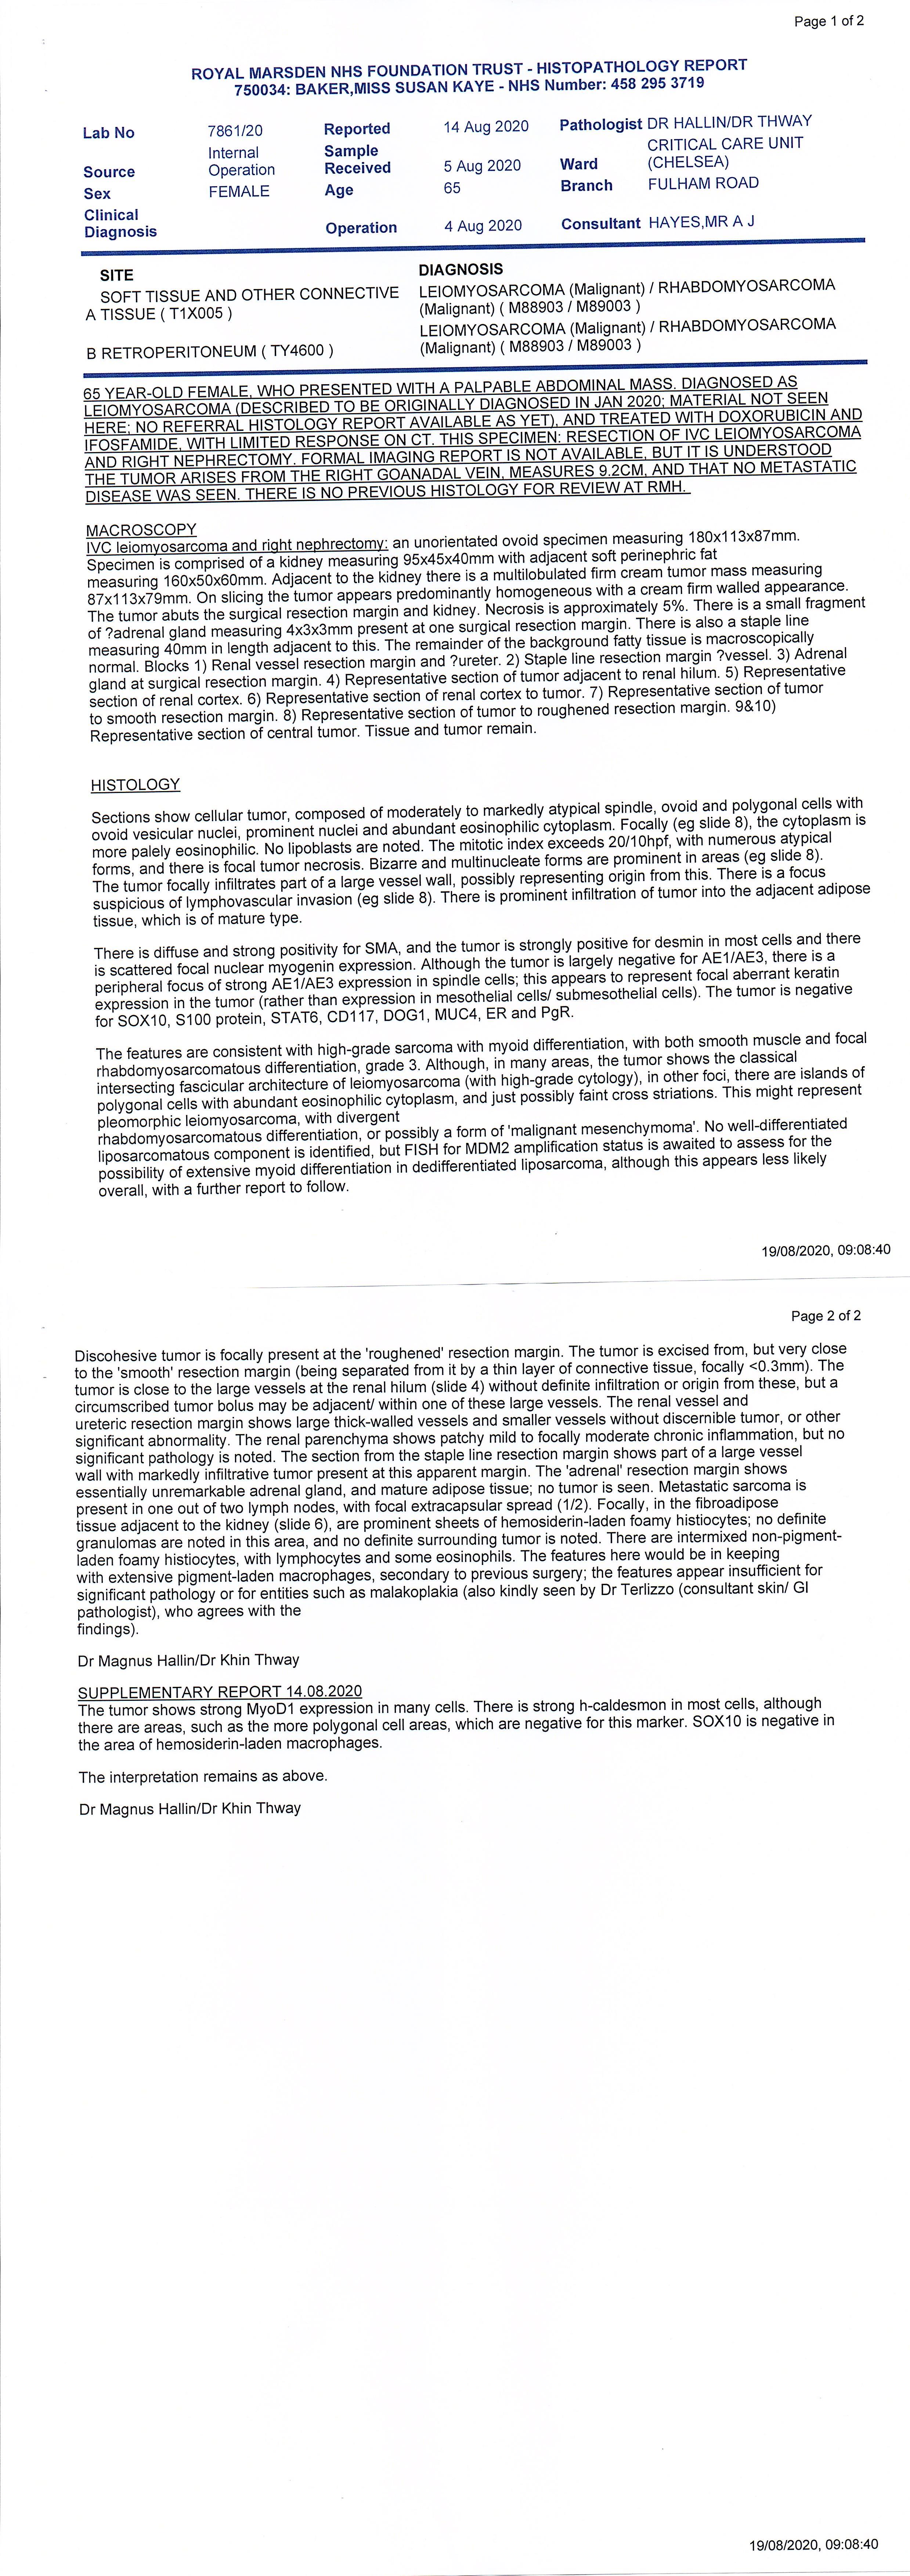 Page 1 of 2
ROYAL MARSDEN NHS FOUNDATION TRUST - HISTOPATHOLOGY REPORT
750034: BAKER,MISS SUSAN KAYE - NHS Number: 458 295 3719
Lab No 7861/20 Reported 14 Aug 2020 Pathologist DR HALLIN/DR THWAY
Source Internal Operation Sample Received 5 Aug 2020 Ward CRITICAL CARE UNIT (CHELSEA)
Sex FEMALE Age 65 Branch FULHAM ROAD
Clinical Diagnosis Operation 4 Aug 2020 Consultant HAYES,MR A J
SITE DIAGNOSIS
SOFT TISSUE AND OTHER CONNECTIVE LEIOMYOSARCOMA (Malignant) / RHABDOMYOSARCOMA
A TISSUE ( T1X005 ) (Malignant) ( M88903 / M89003 )
LEIOMYOSARCOMA (Malignant) / RHABDOMYOSARCOMA
B RETROPERITONEUM ( TY4600 ) (Malignant) ( M88903 / M89003 )
65 YEAR-OLD FEMALE, WHO PRESENTED WITH A PALPABLE ABDOMINAL MASS. DIAGNOSED AS
LEIOMYOSARCOMA (DESCRIBED TO BE ORIGINALLY DIAGNOSED IN JAN 2020; MATERIAL NOT SEEN
HERE; NO REFERRAL HISTOLOGY REPORT AVAILABLE AS YET), AND TREATED WITH DOXORUBICIN AND
IFOSFAMIDE, WITH LIMITED RESPONSE ON CT. THIS SPECIMEN: RESECTION OF IVC LEIOMYOSARCOMA
AND RIGHT NEPHRECTOMY. FORMAL IMAGING REPORT IS NOT AVAILABLE, BUT IT IS UNDERSTOOD
THE TUMOR ARISES FROM THE RIGHT GOANADAL VEIN, MEASURES 9.2CM, AND THAT NO METASTATIC
DISEASE WAS SEEN. THERE IS NO PREVIOUS HISTOLOGY FOR REVIEW AT RMH.
MACROSCOPY
IVC leiomyosarcoma and right nephrectomy: an unorientated ovoid specimen measuring 180x113x87mm.
Specimen is comprised of a kidney measuring 95x45x40mm with adjacent soft perinephric fat
measuring 160x50x60mm. Adjacent to the kidney there is a multilobulated firm cream tumor mass measuring
87x113x79mm. On slicing the tumor appears predominantly homogeneous with a cream firm walled appearance.
The tumor abuts the surgical resection margin and kidney. Necrosis is approximately 5%. There is a small fragment
of ?adrenal gland measuring 4x3x3mm present at one surgical resection margin. There is also a staple line
measuring 40mm in length adjacent to this. The remainder of the background fatty tissue is macroscopically
normal. Blocks 1) Renal vessel resection margin and ?ureter. 2) Staple line resection margin ?vessel. 3) Adrenal
gland at surgical resection margin. 4) Representative section of tumor adjacent to renal hilum. 5) Representative
section of renal cortex. 6) Representative section of renal cortex to tumor. 7) Representative section of tumor
to smooth resection margin. 8) Representative section of tumor to roughened resection margin. 9&10)
Representative section of central tumor. Tissue and tumor remain.
HISTOLOGY
Sections show cellular tumor, composed of moderately to markedly atypical spindle, ovoid and polygonal cells with
ovoid vesicular nuclei, prominent nuclei and abundant eosinophilic cytoplasm. Focally (eg slide 8), the cytoplasm is
more palely eosinophilic. No lipoblasts are noted. The mitotic index exceeds 20/10hpf, with numerous atypical
forms, and there is focal tumor necrosis. Bizarre and multinucleate forms are prominent in areas (eg slide 8).
The tumor focally infiltrates part of a large vessel wall, possibly representing origin from this. There is a focus
suspicious of lymphovascular invasion (eg slide 8). There is prominent infiltration of tumor into the adjacent adipose
tissue, which is of mature type.
There is diffuse and strong positivity for SMA, and the tumor is strongly positive for desmin in most cells and there
is scattered focal nuclear myogenin expression. Although the tumor is largely negative for AE1/AE3, there is a
peripheral focus of strong AE1/AE3 expression in spindle cells; this appears to represent focal aberrant keratin
expression in the tumor (rather than expression in mesothelial cells/ submesothelial cells). The tumor is negative
for SOX10, S100 protein, STAT6, CD117, DOG1, MUC4, ER and PgR.
The features are consistent with high-grade sarcoma with myoid differentiation, with both smooth muscle and focal
rhabdomyosarcomatous differentiation, grade 3. Although, in many areas, the tumor shows the classical
intersecting fascicular architecture of leiomyosarcoma (with high-grade cytology), in other foci, there are islands of
polygonal cells with abundant eosinophilic cytoplasm, and just possibly faint cross striations. This might represent
pleomorphic leiomyosarcoma, with divergent
rhabdomyosarcomatous differentiation, or possibly a form of 'malignant mesenchymoma'. No well-differentiated
liposarcomatous component is identified, but FISH for MDM2 amplification status is awaited to assess for the
possibility of extensive myoid differentiation in dedifferentiated liposarcoma, although this appears less likely
overall, with a further report to follow.
19/08/2020, 09:08:40
Page 2 of 2
Discohesive tumor is focally present at the 'roughened' resection margin. The tumor is excised from, but very close
to the 'smooth' resection margin (being separated from it by a thin layer of connective tissue, focally <0.3mm). The
tumor is close to the large vessels at the renal hilum (slide 4) without definite infiltration or origin from these, but a
circumscribed tumor bolus may be adjacent/ within one of these large vessels. The renal vessel and
ureteric resection margin shows large thick-walled vessels and smaller vessels without discernible tumor, or other
significant abnormality. The renal parenchyma shows patchy mild to focally moderate chronic inflammation, but no
significant pathology is noted. The section from the staple line resection margin shows part of a large vessel
wall with markedly infiltrative tumor present at this apparent margin. The 'adrenal' resection margin shows
essentially unremarkable adrenal gland, and mature adipose tissue; no tumor is seen. Metastatic sarcoma is
present in one out of two lymph nodes, with focal extracapsular spread (1/2). Focally, in the fibroadipose
tissue adjacent to the kidney (slide 6), are prominent sheets of hemosiderin-laden foamy histiocytes; no definite
granulomas are noted in this area, and no definite surrounding tumor is noted. There are intermixed non-pigment-
laden foamy histiocytes, with lymphocytes and some eosinophils. The features here would be in keeping
with extensive pigment-laden macrophages, secondary to previous surgery; the features appear insufficient for
significant pathology or for entities such as malakoplakia (also kindly seen by Dr Terlizzo (consultant skin/ GI
pathologist), who agrees with the
findings).
Dr Magnus Hallin/Dr Khin Thway
SUPPLEMENTARY REPORT 14.08.2020
The tumor shows strong MyoD1 expression in many cells. There is strong h-caldesmon in most cells, although
there are areas, such as the more polygonal cell areas, which are negative for this marker. SOX10 is negative in
the area of hemosiderin-laden macrophages.
The interpretation remains as above.
Dr Magnus Hallin/Dr Khin Thway
19/08/2020, 09:08:40